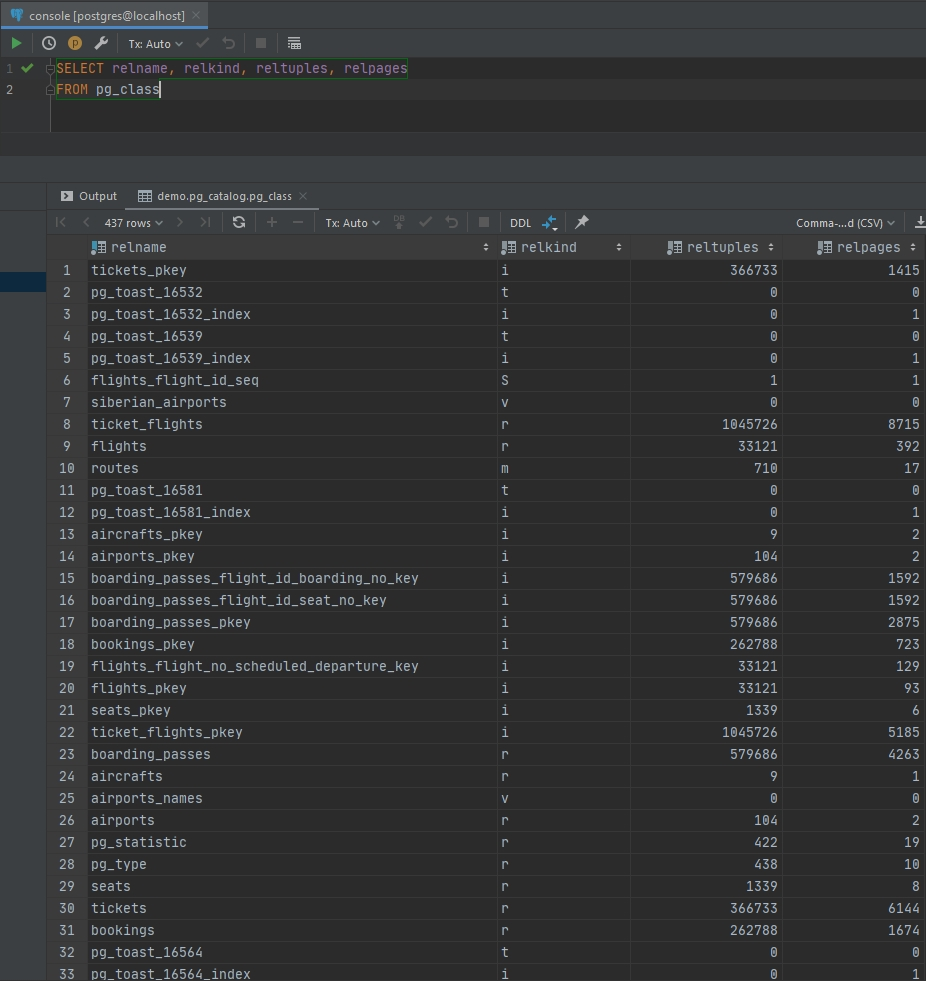 console [postgres@localhost]
Tx: Auto
1 SELECT relname, relkind, reltuples, relpages
2 FROM pg_class
Output demo.pg_catalog.pg_class
437 rows Tx: Auto DB DDL Comma-...d (CSV)
relname relkind reltuples relpages
1 tickets_pkey i 366733 1415
2 pg_toast_16532 t 0 0
3 pg_toast_16532_index i 0 1
4 pg_toast_16539 t 0 0
5 pg_toast_16539_index i 0 1
6 flights_flight_id_seq S 1 1
7 siberian_airports v 0 0
8 ticket_flights r 1045726 8715
9 flights r 33121 392
10 routes m 710 17
11 pg_toast_16581 t 0 0
12 pg_toast_16581_index i 0 1
13 aircrafts_pkey i 9 2
14 airports_pkey i 104 2
15 boarding_passes_flight_id_boarding_no_key i 579686 1592
16 boarding_passes_flight_id_seat_no_key i 579686 1592
17 boarding_passes_pkey i 579686 2875
18 bookings_pkey i 262788 723
19 flights_flight_no_scheduled_departure_key i 33121 129
20 flights_pkey i 33121 93
21 seats_pkey i 1339 6
22 ticket_flights_pkey i 1045726 5185
23 boarding_passes r 579686 4263
24 aircrafts r 9 1
25 airports_names v 0 0
26 airports r 104 2
27 pg_statistic r 422 19
28 pg_type r 438 10
29 seats r 1339 8
30 tickets r 366733 6144
31 bookings r 262788 1674
32 pg_toast_16564 t 0 0
33 pg_toast_16564_index i 0 1